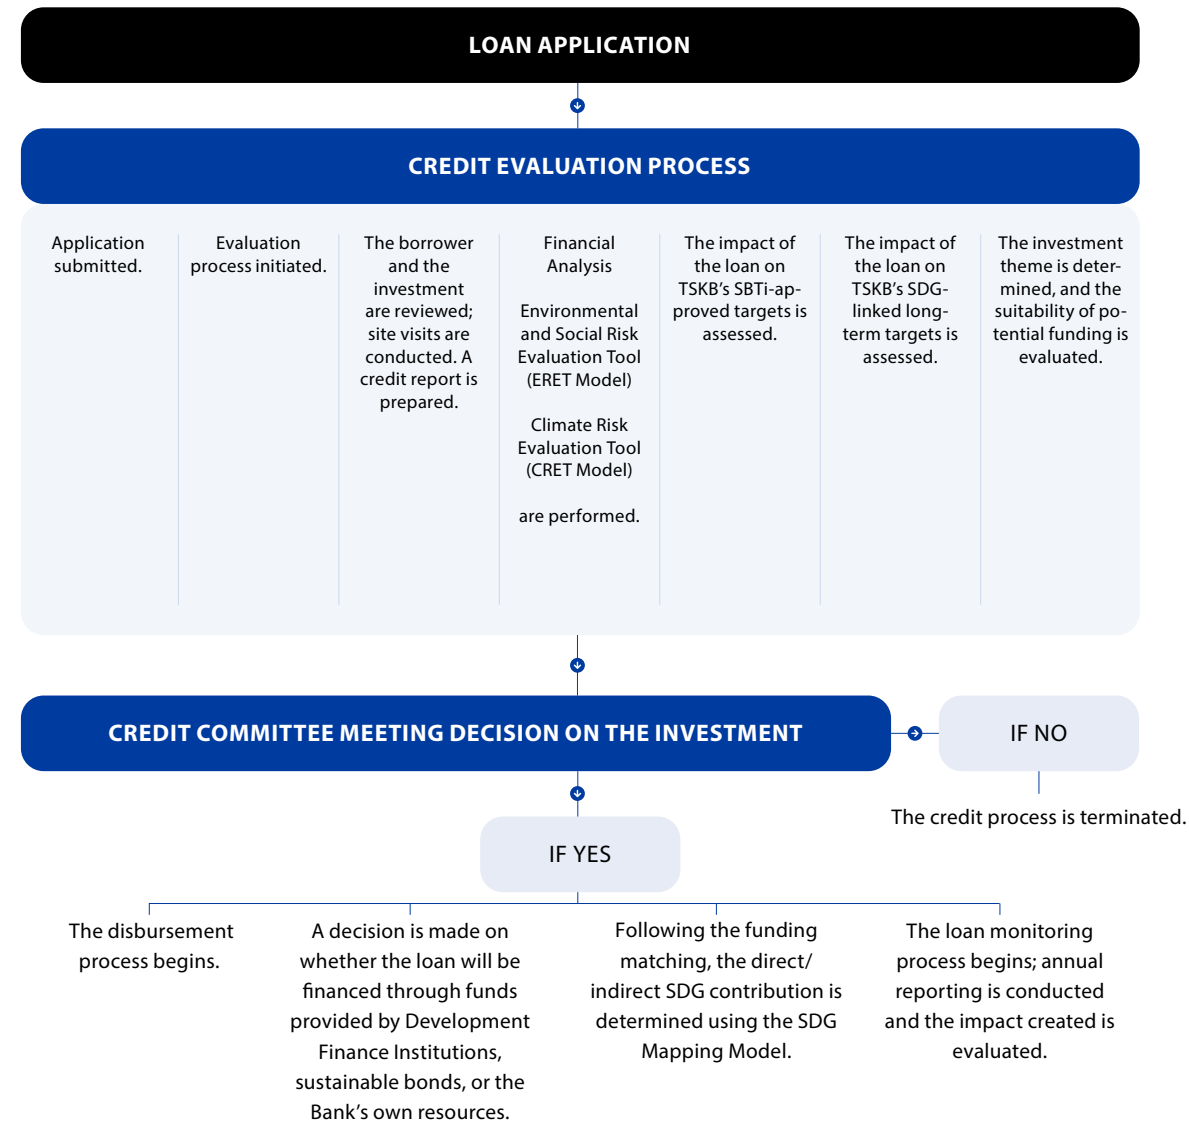 LOAN APPLICATION
CREDIT EVALUATION PROCESS
Application
submitted.
Evaluation
process initiated.
The borrower
and the
investment
are reviewed;
site visits are
conducted. A
credit report is
prepared.
Financial
Analysis
Environmental
and Social Risk
Evaluation Tool
(ERET Model)
Climate Risk
Evaluation Tool
(CRET Model)
are performed.
The impact of
the loan on
TSKB’s SBTi-ap-
proved targets is
assessed.
The impact of
the loan on
TSKB’s SDG-
linked long-
term targets is
assessed.
The investment
theme is deter-
mined, and the
suitability of po-
tential funding is
evaluated.
CREDIT COMMITTEE MEETING DECISION ON THE INVESTMENT
IF NO
The credit process is terminated.
IF YES
The disbursement
process begins.
A decision is made on
whether the loan will be
financed through funds
provided by Development
Finance Institutions,
sustainable bonds, or the
Bank’s own resources.
Following the funding
matching, the direct/
indirect SDG contribution is
determined using the SDG
Mapping Model.
The loan monitoring
process begins; annual
reporting is conducted
and the impact created is
evaluated.